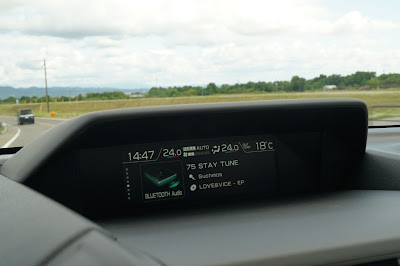 14:47 24.0 AUTO 24.0 18℃
75 STAY TUNE
Suchmos
LOVE&VICE - EP
BLUETOOTH Audio